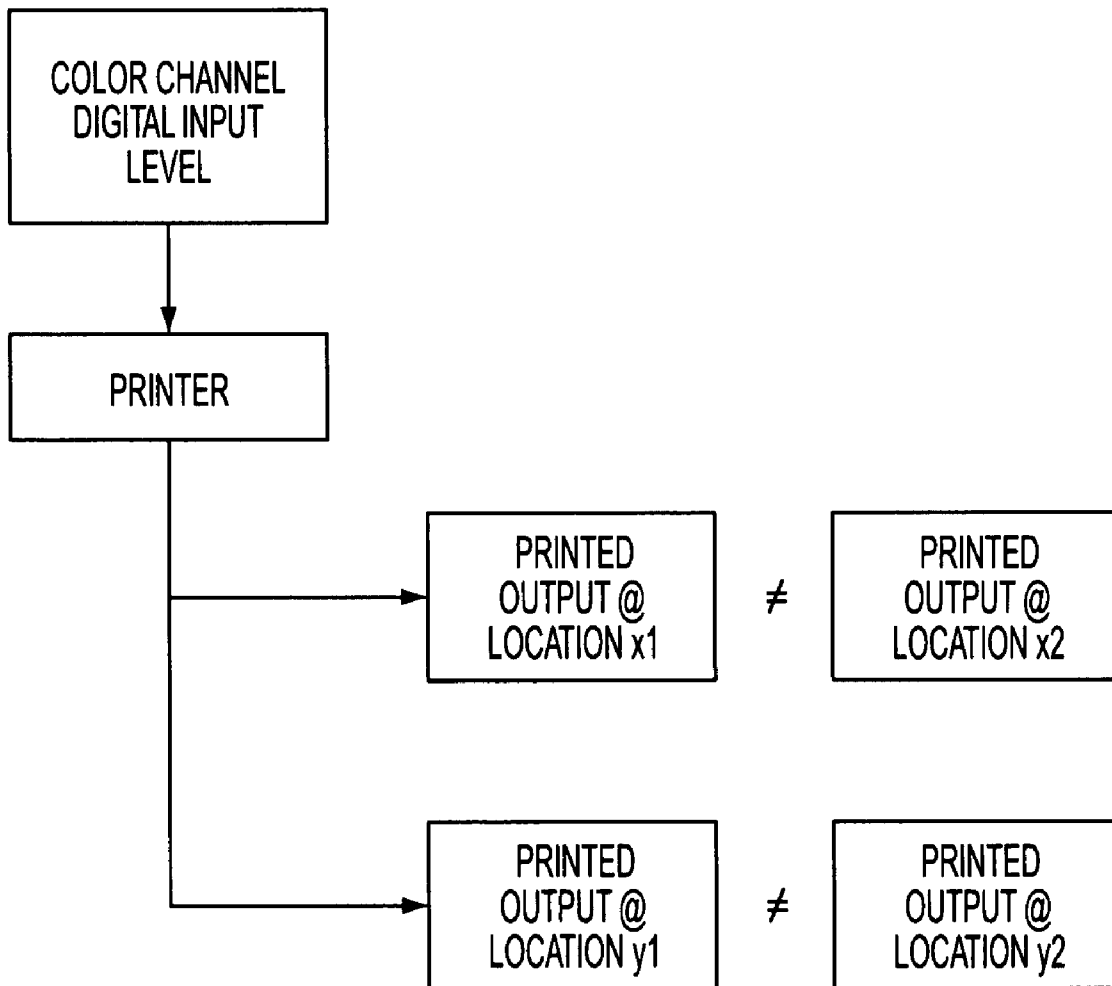 COLOR CHANNEL
DIGITAL INPUT
LEVEL
PRINTER
PRINTED
OUTPUT @
LOCATION x1
≠
PRINTED
OUTPUT @
LOCATION x2
PRINTED
OUTPUT @
LOCATION y1
≠
PRINTED
OUTPUT @
LOCATION y2